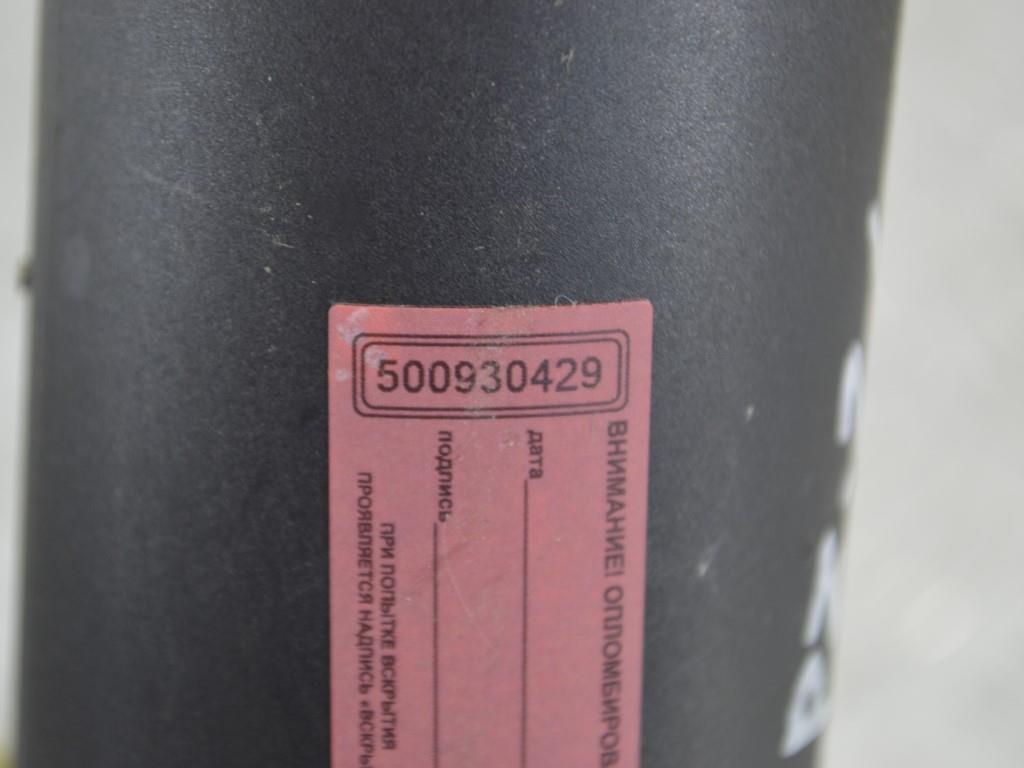 500930429
ВНИМАНИЕ! ОПЛОМБИРОВ
дата
подпись
ПРИ ПОПЫТКЕ ВСКРЫТИЯ
ПРОЯВЛЯЕТСЯ НАДПИСЬ «ВСКРЫ